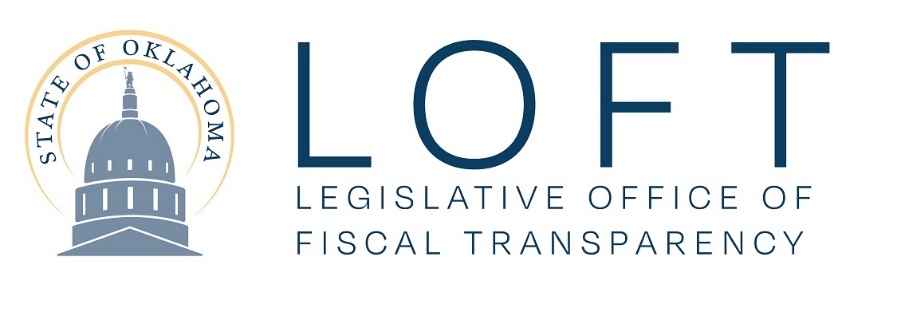 STATE OF OKLAHOMA
LOFT
LEGISLATIVE OFFICE OF
FISCAL TRANSPARENCY